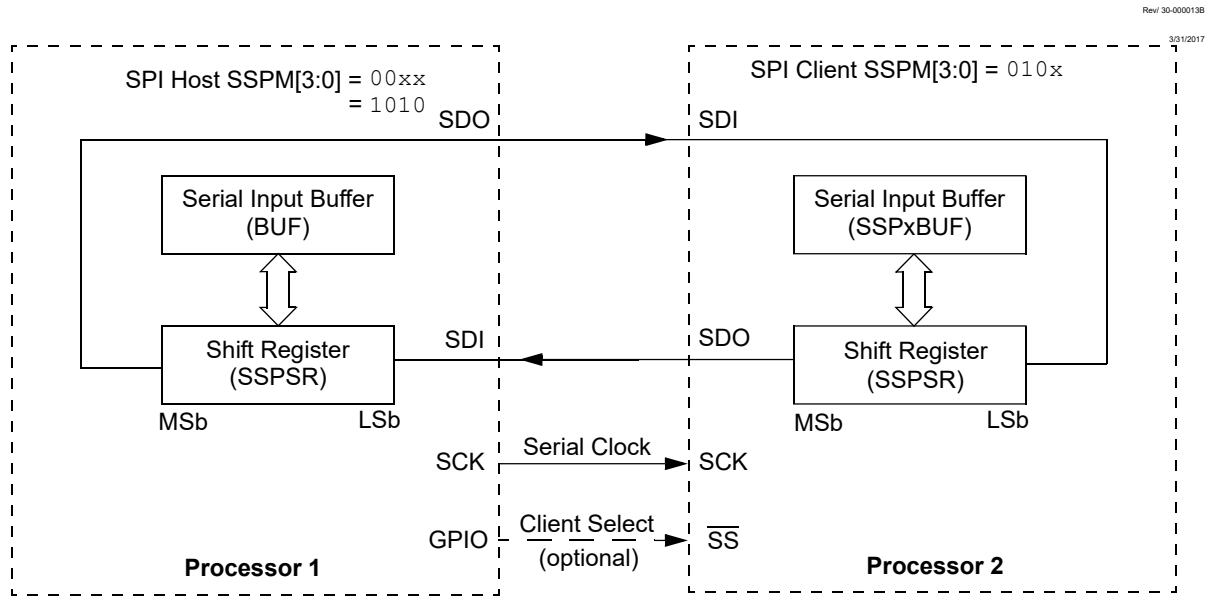 Rev/ 30-000013B
3/31/2017
SPI Host SSPM[3:0] = 00xx
= 1010
SPI Client SSPM[3:0] = 010x
SDO
SDI
Serial Input Buffer
(BUF)
Serial Input Buffer
(SSPxBUF)
Shift Register
(SSPSR)
SDI
SDO
Shift Register
(SSPSR)
MSb
LSb
MSb
LSb
SCK
Serial Clock
SCK
GPIO
Client Select
(optional)
SS
Processor 1
Processor 2